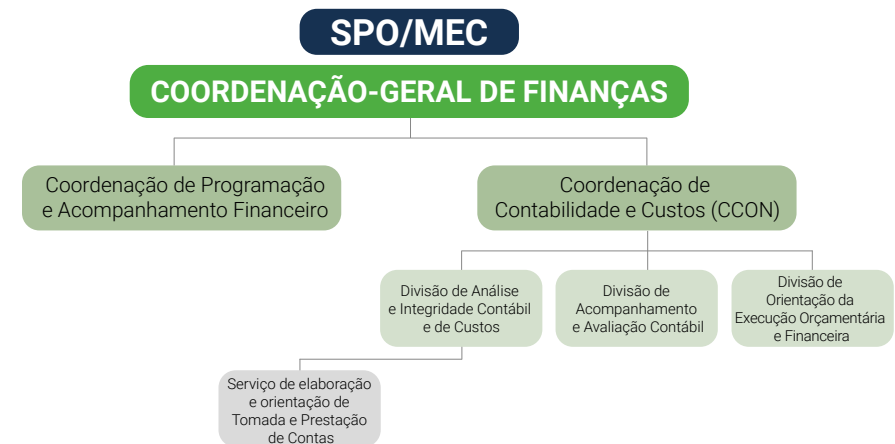 SPO/MEC
COORDENAÇÃO-GERAL DE FINANÇAS
Coordenação de Programação
e Acompanhamento Financeiro
Coordenação de
Contabilidade e Custos (CCON)
Divisão de Análise
e Integridade Contábil
e de Custos
Divisão de
Acompanhamento
e Avaliação Contábil
Divisão de
Orientação da
Execução Orçamentária
e Financeira
Serviço de elaboração
e orientação de
Tomada e Prestação
de Contas